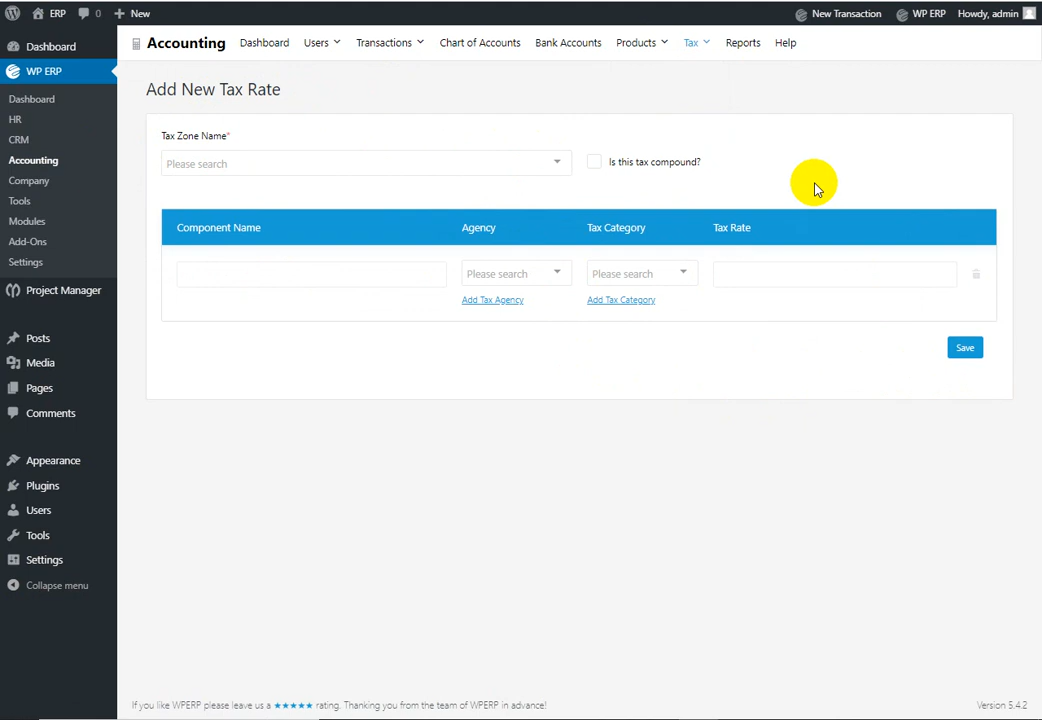 ERP 0 New New Transaction WP ERP Howdy, admin
Dashboard
WP ERP
Dashboard
HR
CRM
Accounting
Company
Tools
Modules
Add-Ons
Settings
Project Manager
Posts
Media
Pages
Comments
Appearance
Plugins
Users
Tools
Settings
Collapse menu
Accounting Dashboard Users Transactions Chart of Accounts Bank Accounts Products Tax Reports Help
Add New Tax Rate
Tax Zone Name*
Please search Is this tax compound?
Component Name Agency Tax Category Tax Rate
Please search Please search
Add Tax Agency Add Tax Category
Save
If you like WPERP please leave us a ★★★★★ rating. Thanking you from the team of WPERP in advance! Version 5.4.2